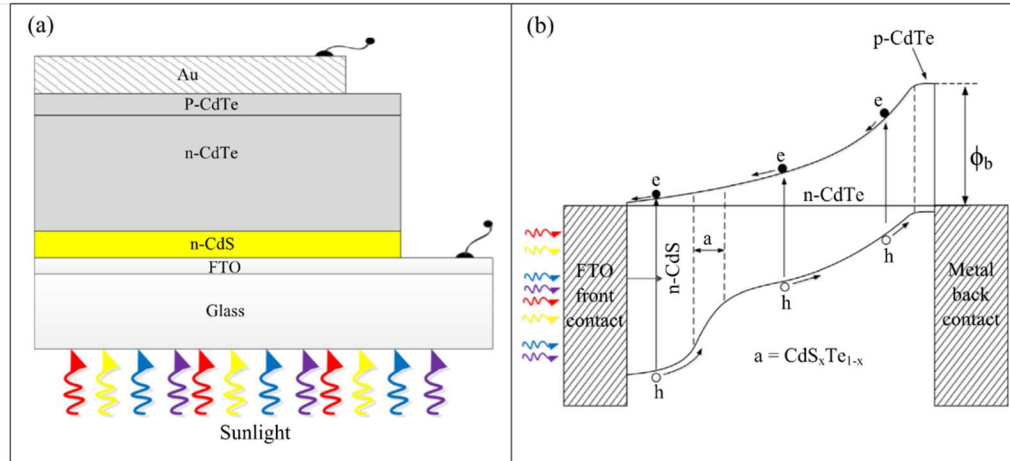 (a)
Au
P-CdTe
n-CdTe
n-CdS
FTO
Glass
Sunlight
(b)
p-CdTe
e
e
ϕb
e
n-CdTe
a
n-CdS
h
FTO
front
contact
h
Metal
back
contact
a = CdSxTe1-x
h